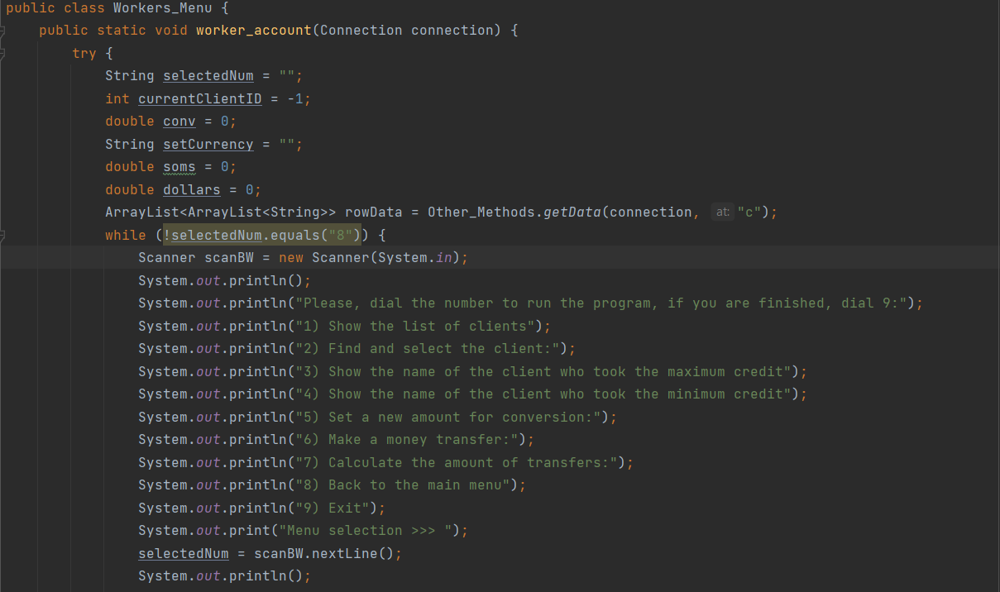 public class Workers_Menu {
    public static void worker_account(Connection connection) {
        try {
            String selectedNum = "";
            int currentClientID = -1;
            double conv = 0;
            String setCurrency = "";
            double soms = 0;
            double dollars = 0;
            ArrayList<ArrayList<String>> rowData = Other_Methods.getData(connection, at: "c");
            while (!selectedNum.equals("8")) {
                Scanner scanBW = new Scanner(System.in);
                System.out.println();
                System.out.println("Please, dial the number to run the program, if you are finished, dial 9:");
                System.out.println("1) Show the list of clients");
                System.out.println("2) Find and select the client:");
                System.out.println("3) Show the name of the client who took the maximum credit");
                System.out.println("4) Show the name of the client who took the minimum credit");
                System.out.println("5) Set a new amount for conversion:");
                System.out.println("6) Make a money transfer:");
                System.out.println("7) Calculate the amount of transfers:");
                System.out.println("8) Back to the main menu");
                System.out.println("9) Exit");
                System.out.print("Menu selection >>> ");
                selectedNum = scanBW.nextLine();
                System.out.println();